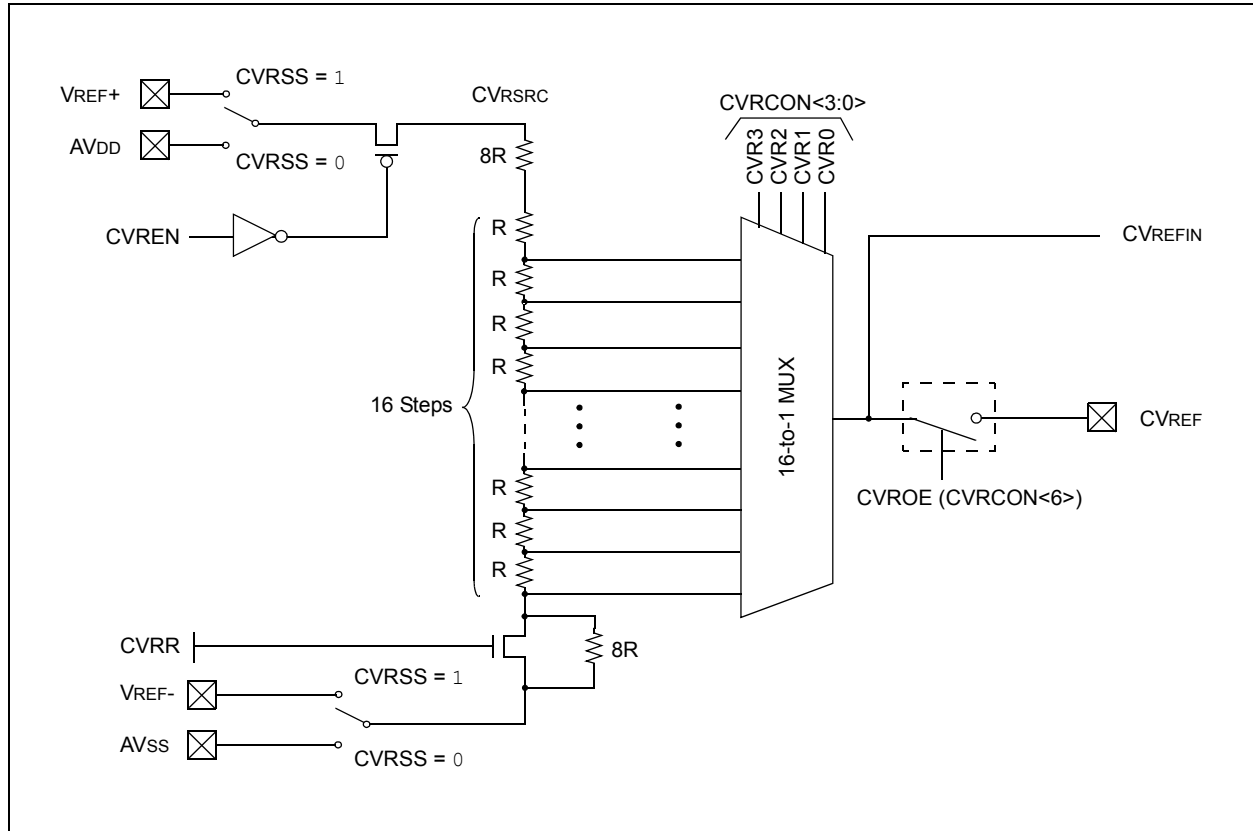 VREF+
CVRSS = 1
AVDD
CVRSS = 0
CVREN
CVRSRC
8R
R
R
R
R
16 Steps
R
R
R
CVRCON<3:0>
CVR3
CVR2
CVR1
CVR0
16-to-1 MUX
CVREFIN
CVREF
CVROE (CVRCON<6>)
CVRR
8R
VREF-
CVRSS = 1
AVSS
CVRSS = 0